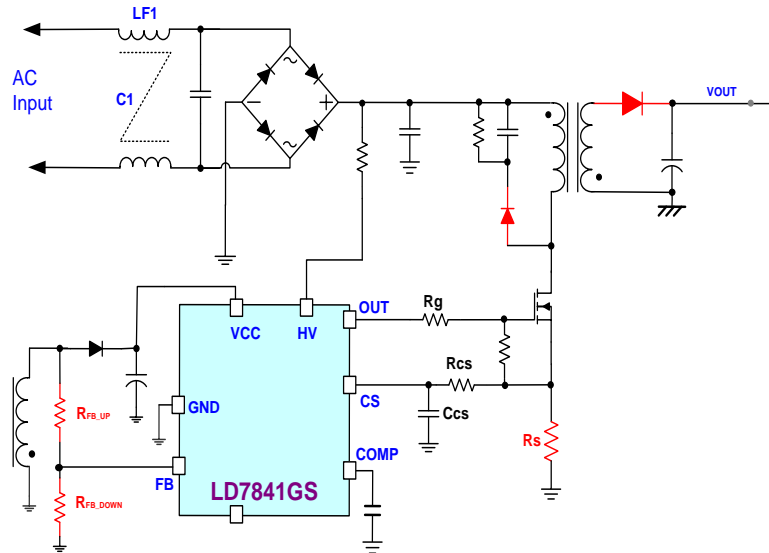 LF1
AC
Input
C1
VOUT
VCC
HV
OUT
Rg
Rcs
CS
Ccs
GND
RFB_UP
Rs
COMP
FB
LD7841GS
RFB_DOWN